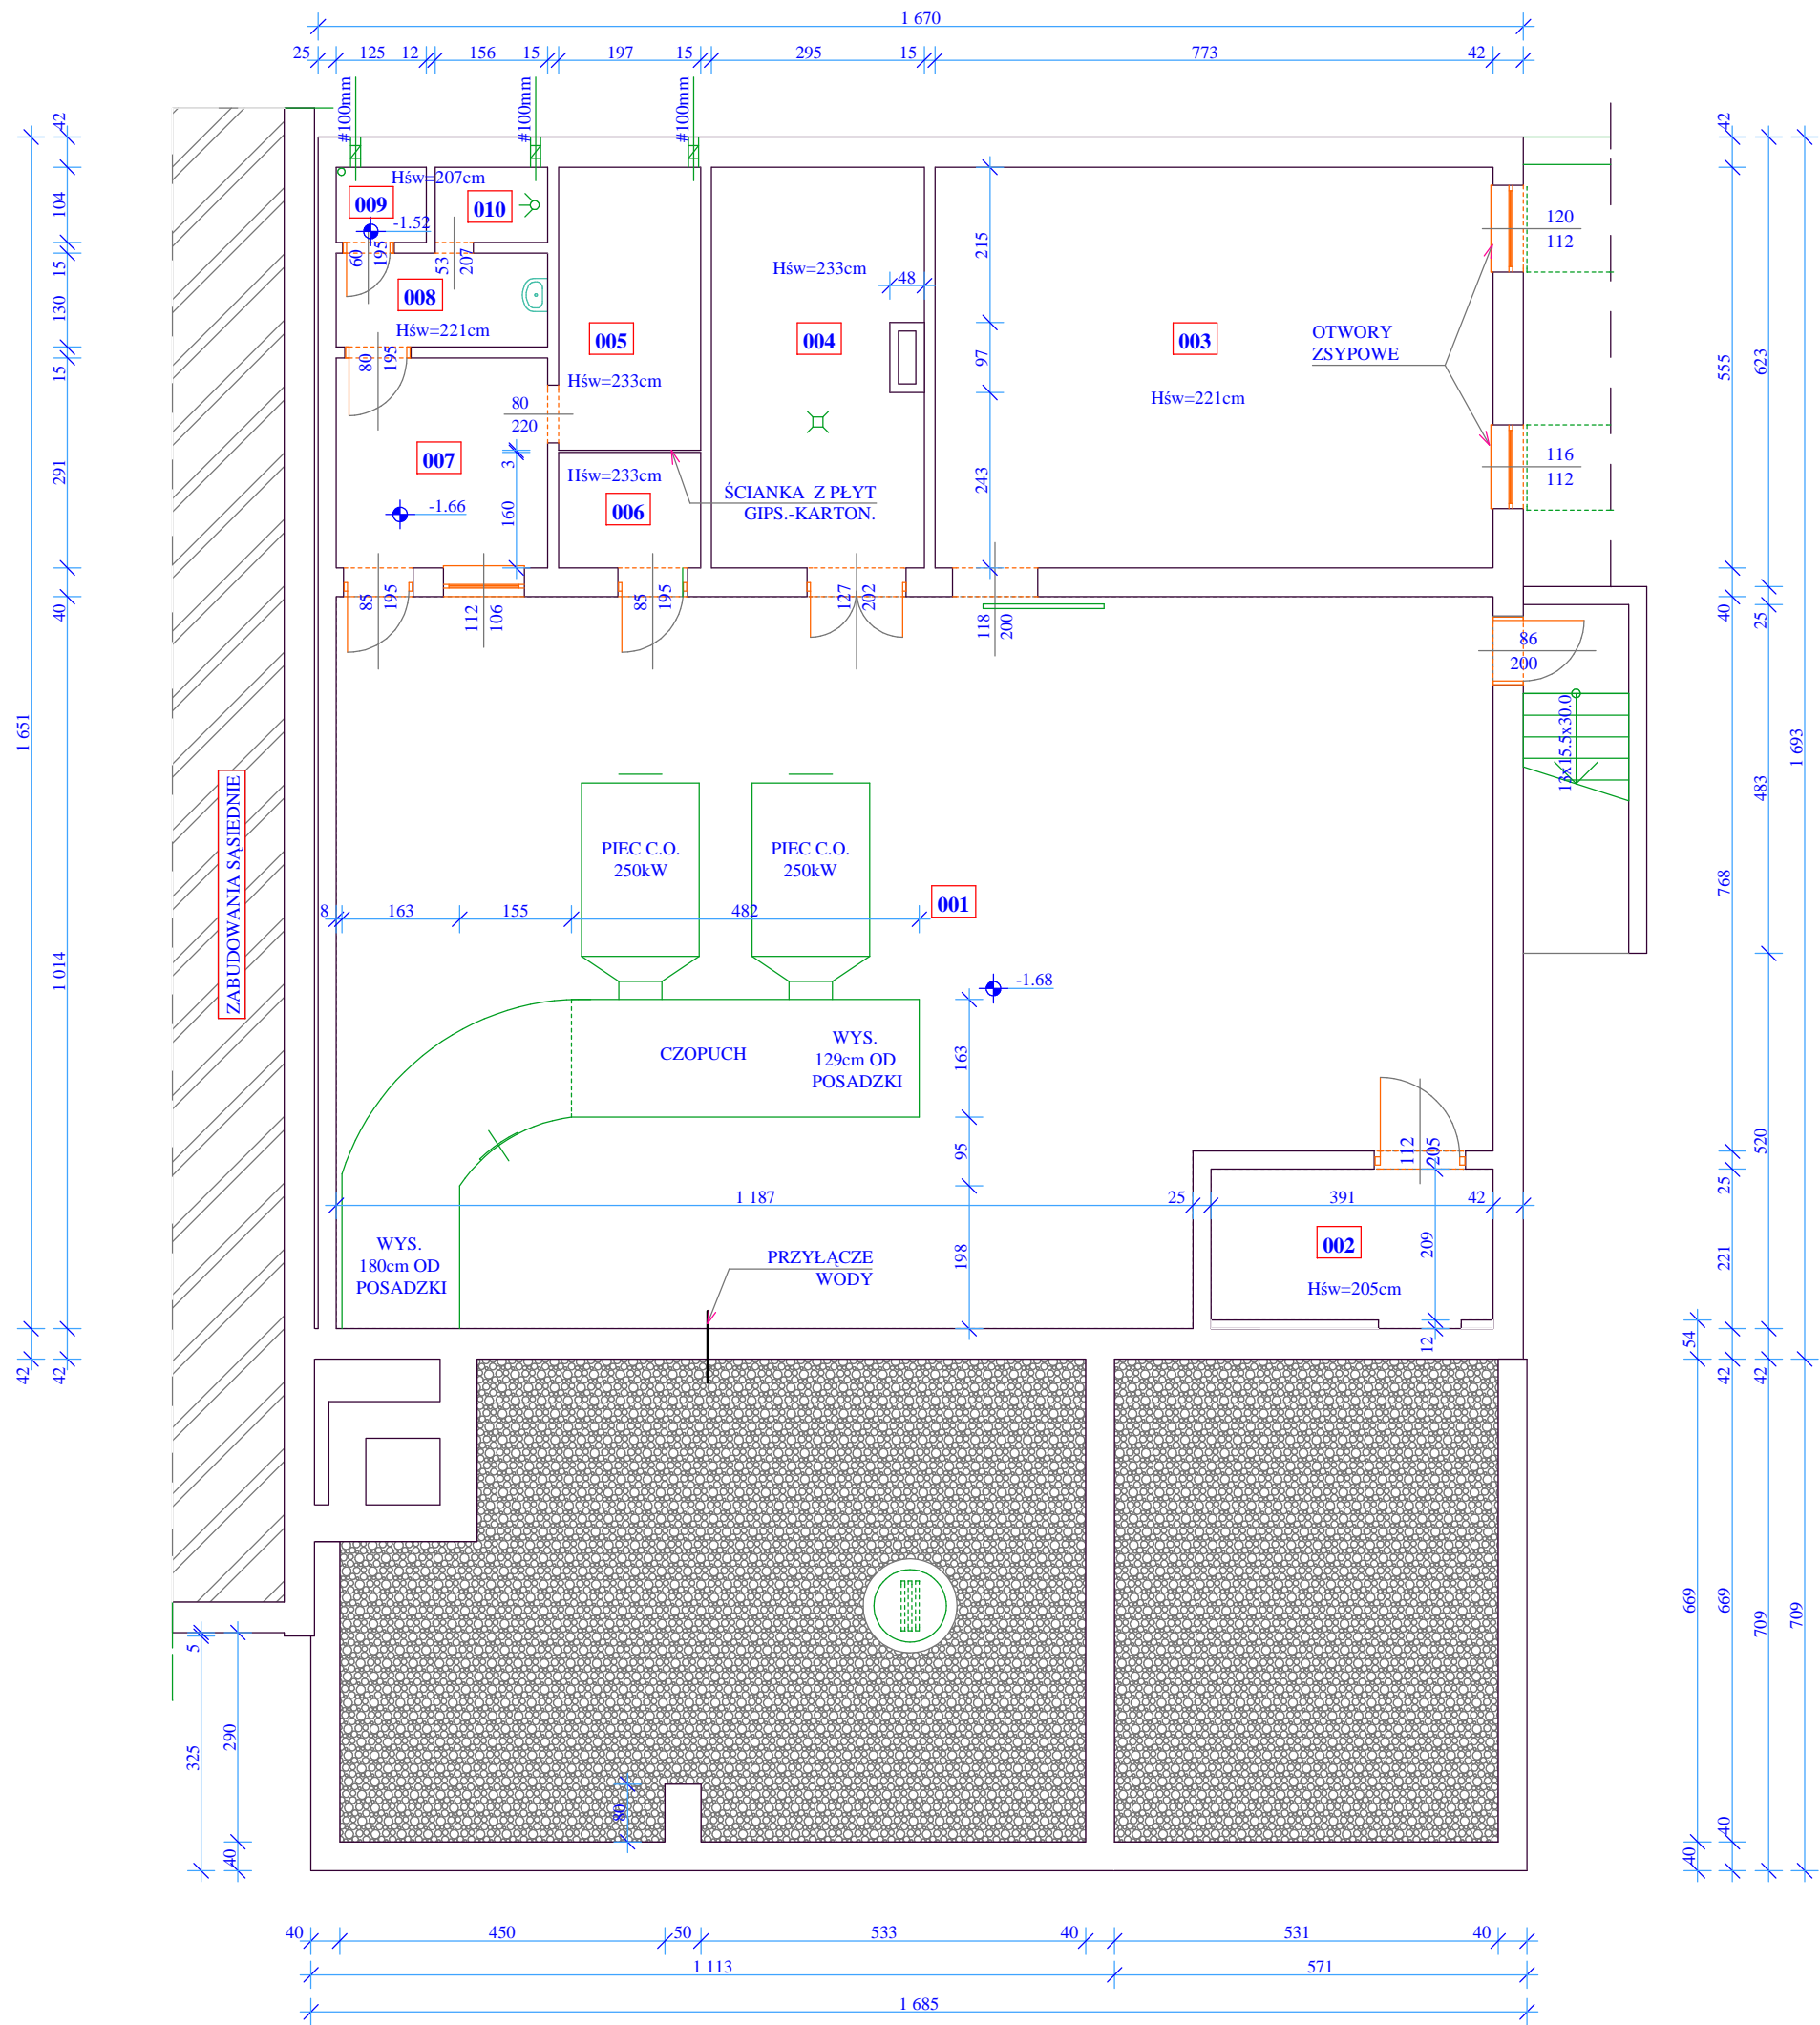 1 670
25 125 12 156 15 197 15 295 15 773 42
#100mm #100mm #100mm
42 42
Hśw=207cm
009 010
-1.52
104
60 195 53 207
15
008
130
Hśw=221cm
80 195
15
005
Hśw=233cm
Hśw=233cm
48
004
215
97
243
003
Hśw=221cm
OTWORY
ZSYPOWE
120
112
116
112
555 623
80
220
007
291
3
160
-1.66
Hśw=233cm
006
ŚCIANKA Z PŁYT
GIPS.-KARTON.
40
85 195
112 106
85 195
127 202
118 200
86
200
40 25
13x15.5x30.0
1 651
1 693
483
768
ZABUDOWANIA SĄSIEDNIE
PIEC C.O.
250kW
PIEC C.O.
250kW
8 163 155 482
001
1 014
-1.68
CZOPUCH
WYS.
129cm OD
POSADZKI
163
95
198
112 205
520
25
1 187 25 391 42
WYS.
180cm OD
POSADZKI
PRZYŁĄCZE
WODY
002
Hśw=205cm
209
12
221
54
42 42
42 42
669 669 709 709
5
325 290
40
80
40 40
40 450 50 533 40 531 40
1 113 571
1 685